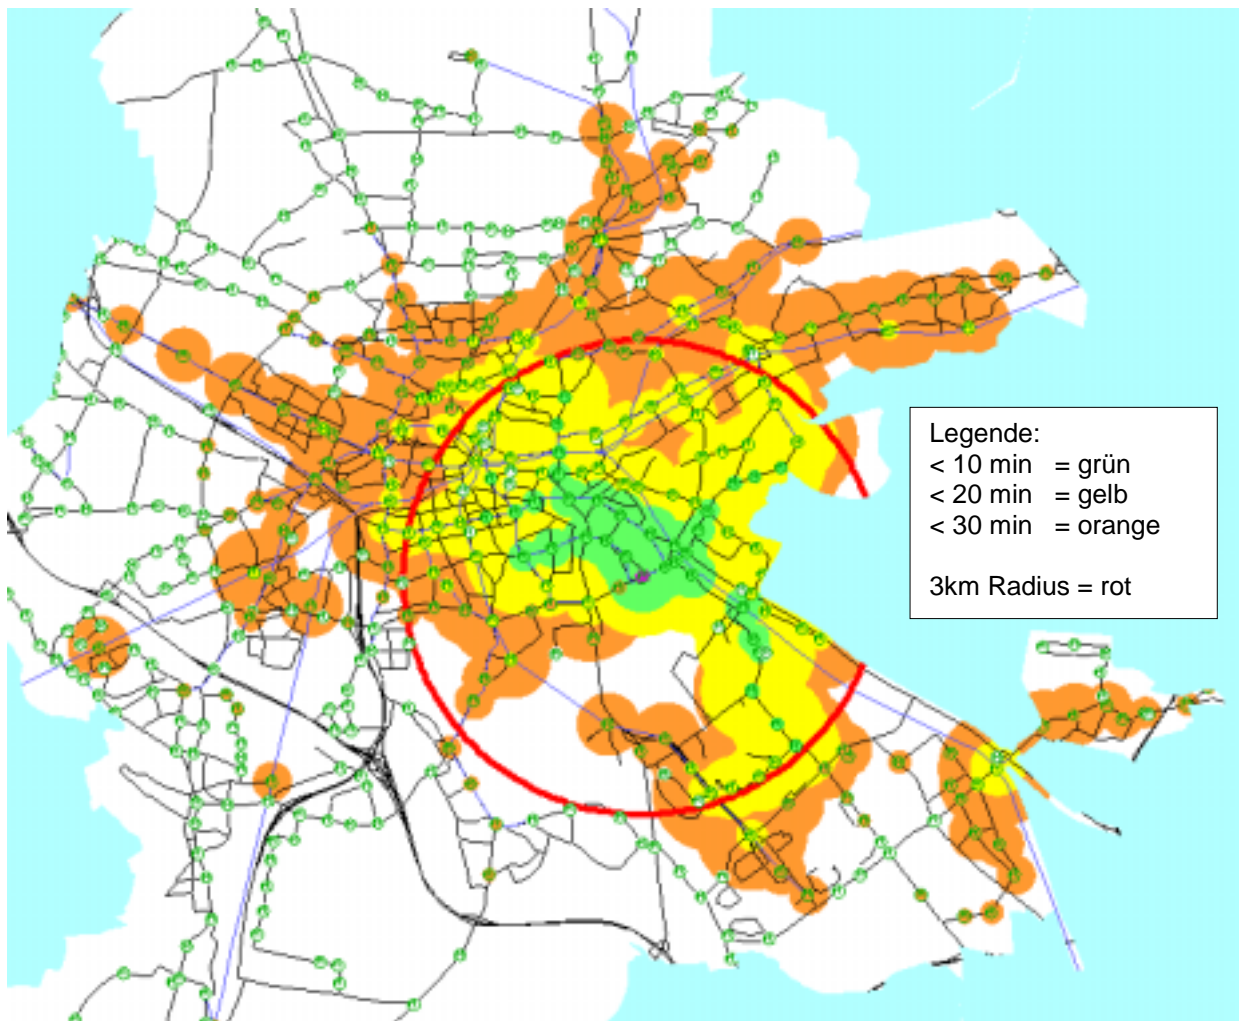 Legende:
< 10 min = grün
< 20 min = gelb
< 30 min = orange
3km Radius = rot